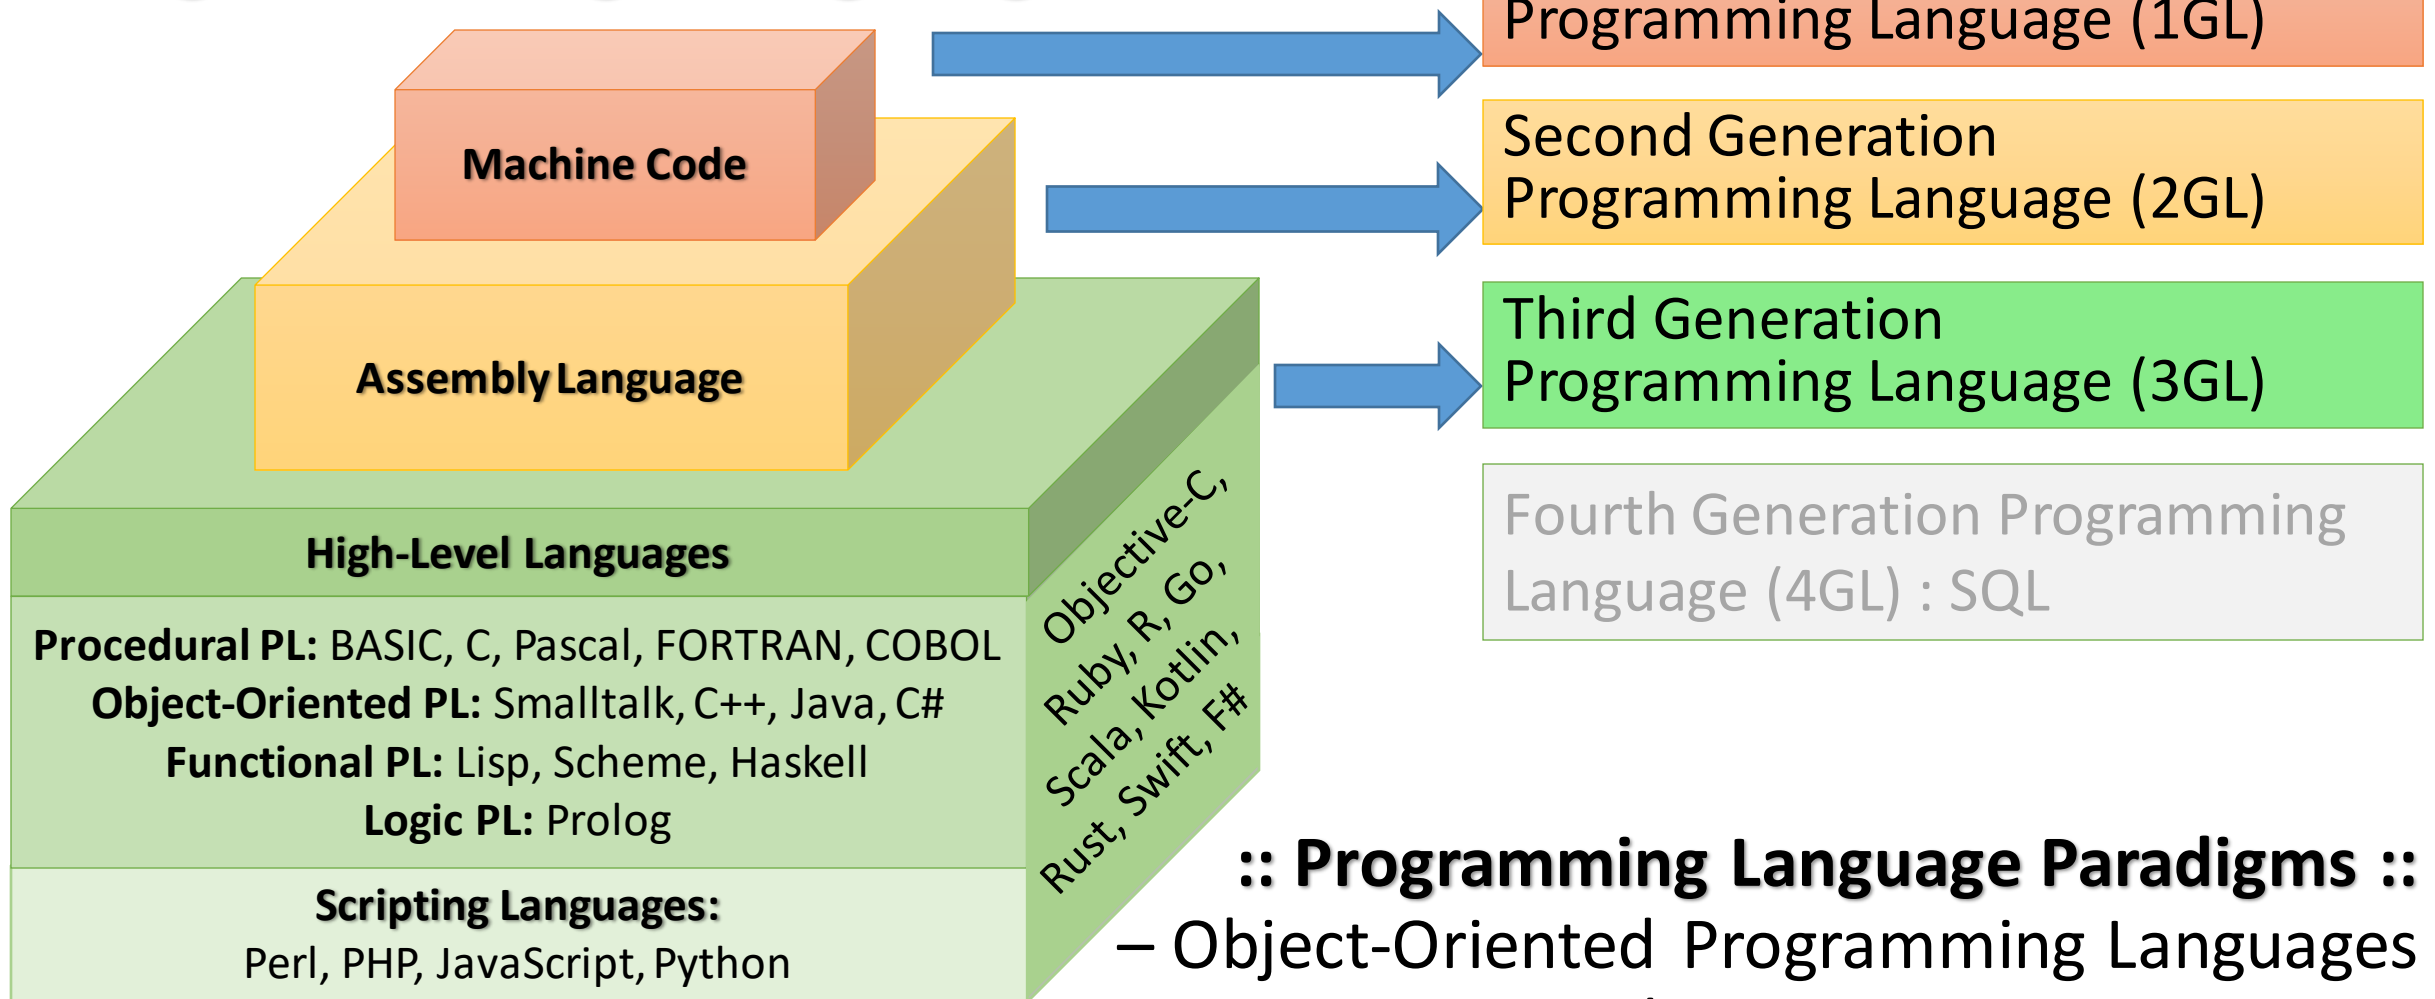 Programming Language (1GL)
Machine Code
Second Generation
Programming Language (2GL)
Assembly Language
Third Generation
Programming Language (3GL)
High-Level Languages
Fourth Generation Programming
Language (4GL) : SQL
Procedural PL: BASIC, C, Pascal, FORTRAN, COBOL
Object-Oriented PL: Smalltalk, C++, Java, C#
Functional PL: Lisp, Scheme, Haskell
Logic PL: Prolog
Objective-C,
Ruby, R, Go,
Scala, Kotlin,
Rust, Swift, F#
Scripting Languages:
Perl, PHP, JavaScript, Python
:: Programming Language Paradigms ::
– Object-Oriented Programming Languages